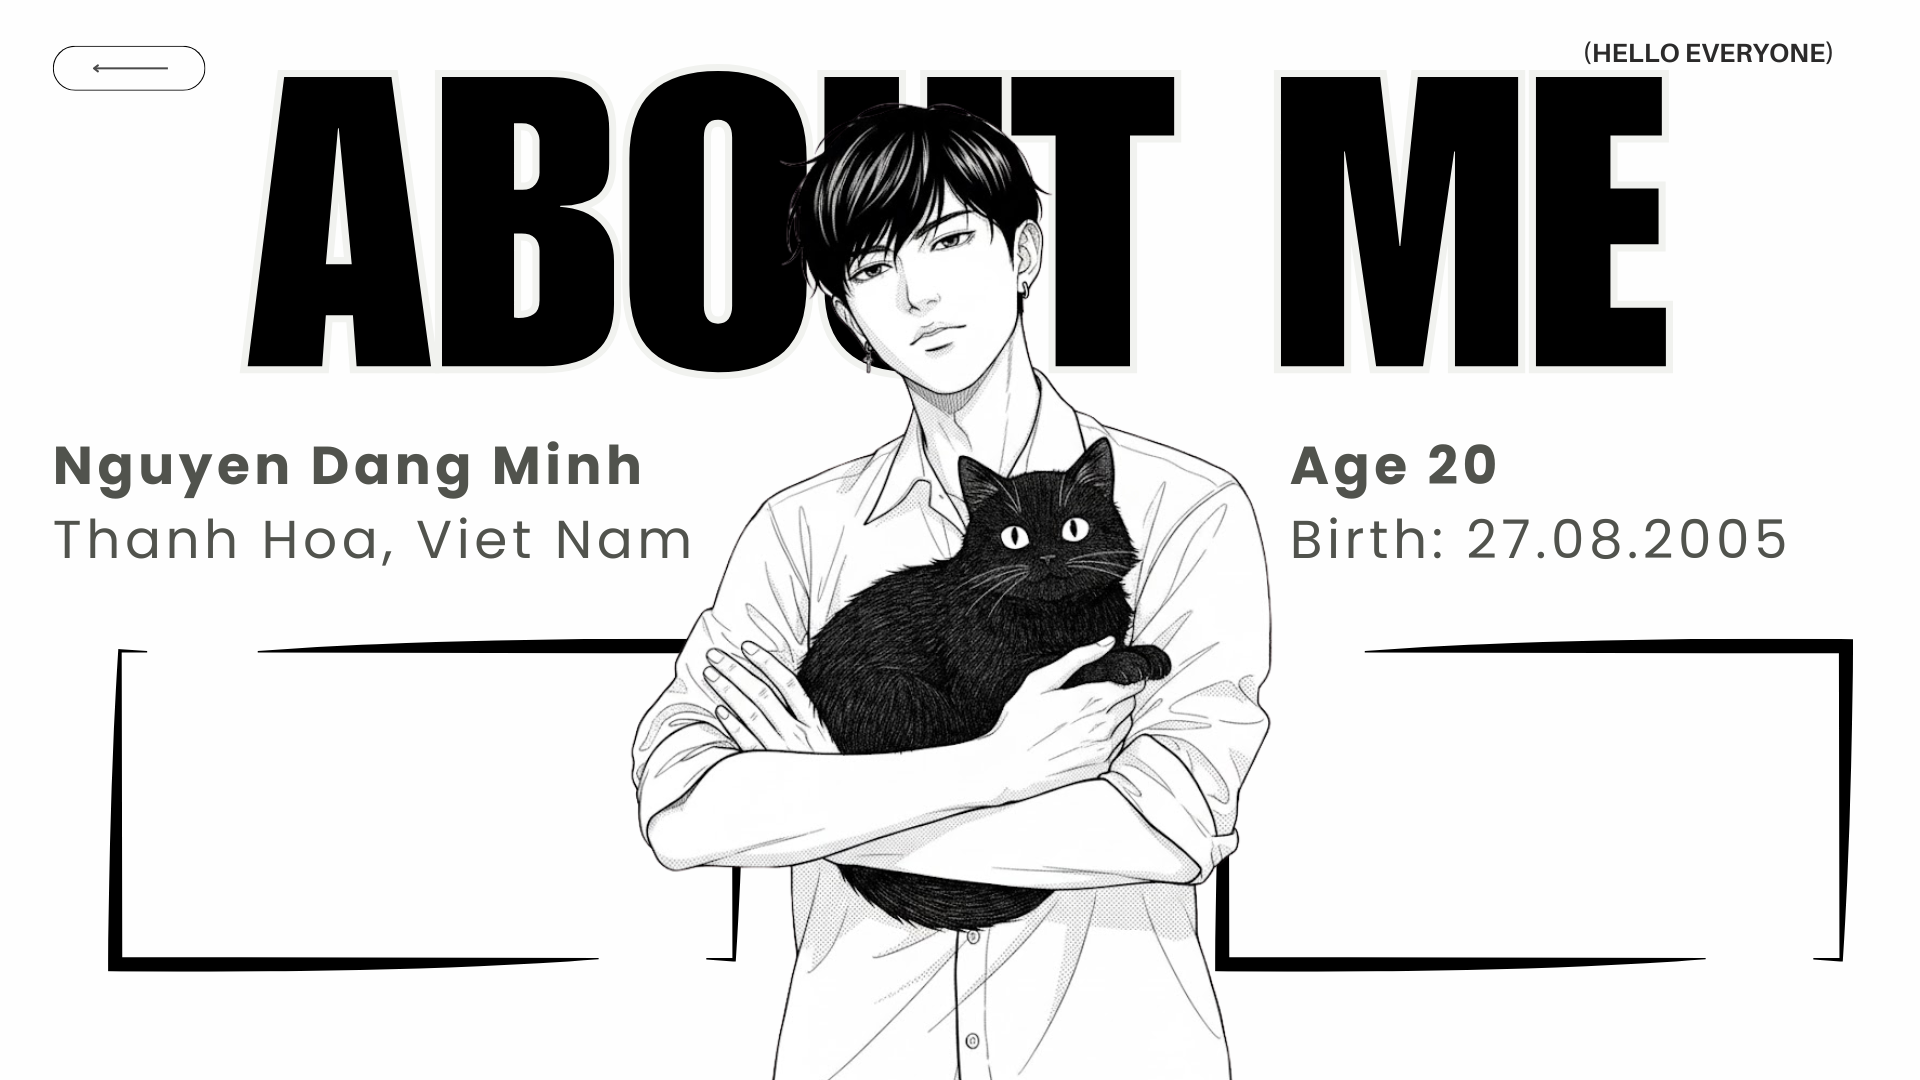 (HELLO EVERYONE)
ABOUT ME
Nguyen Dang Minh
Thanh Hoa, Viet Nam
Age 20
Birth: 27.08.2005